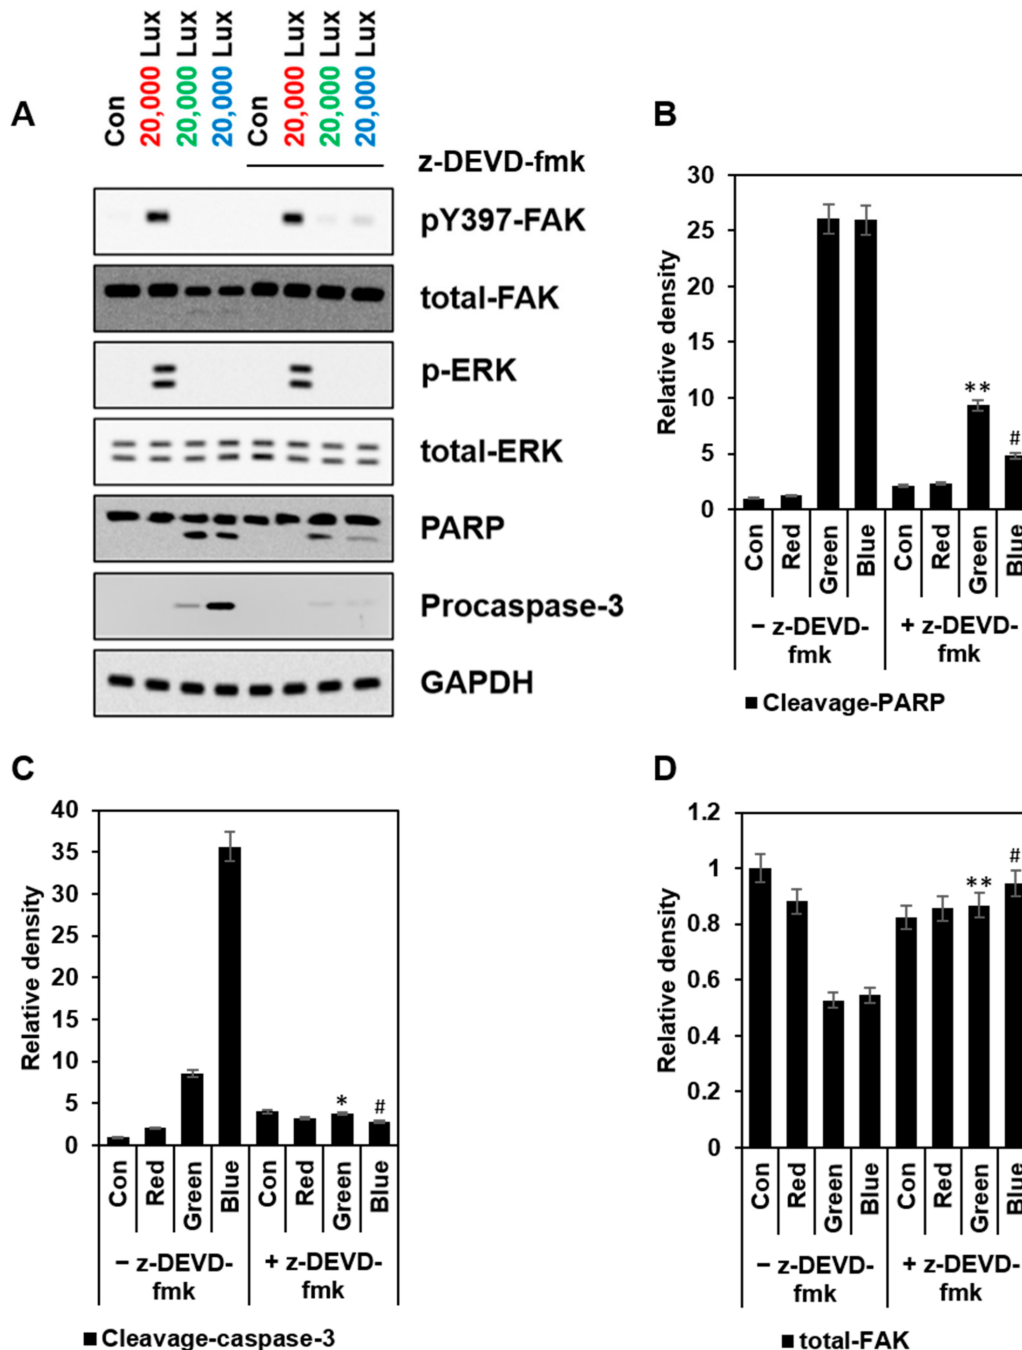 A
Con
20,000 Lux
20,000 Lux
20,000 Lux
Con
20,000 Lux
20,000 Lux
20,000 Lux
z-DEVD-fmk
pY397-FAK
total-FAK
p-ERK
total-ERK
PARP
Procaspase-3
GAPDH
B
Relative density
30
25
20
15
10
5
0
**
#
Con
Red
Green
Blue
Con
Red
Green
Blue
− z-DEVD-
fmk
+ z-DEVD-
fmk
Cleavage-PARP
C
Relative density
40
35
30
25
20
15
10
5
0
*
#
Con
Red
Green
Blue
Con
Red
Green
Blue
− z-DEVD-
fmk
+ z-DEVD-
fmk
Cleavage-caspase-3
D
Relative density
1.2
1
0.8
0.6
0.4
0.2
0
**
#
Con
Red
Green
Blue
Con
Red
Green
Blue
− z-DEVD-
fmk
+ z-DEVD-
fmk
total-FAK